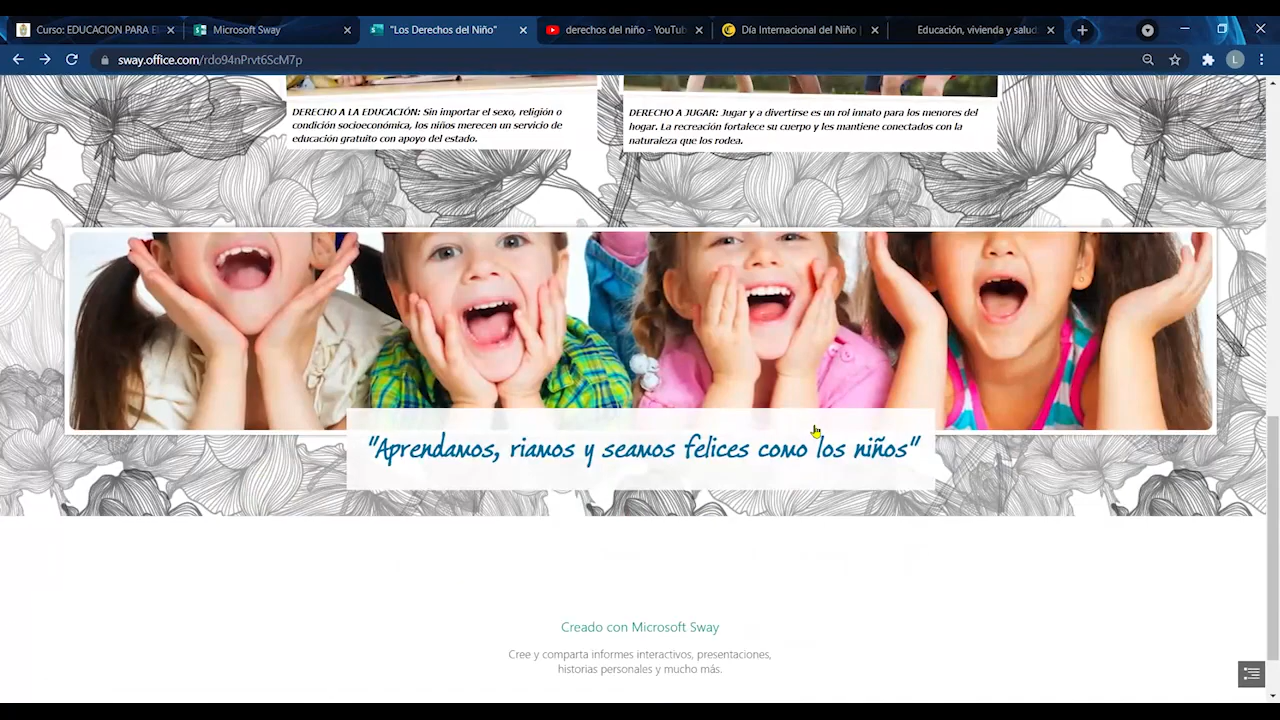 Curso: EDUCACION PARA E
Microsoft Sway
"Los Derechos del Niño"
derechos del niño - YouTub
Día Internacional del Niño
Educación, vivienda y salud
sway.office.com/rdo94nPrvt6ScM7p
L
DERECHO A LA EDUCACIÓN: Sin importar el sexo, religión o
condición socioeconómica, los niños merecen un servicio de
educación gratuito con apoyo del estado.
DERECHO A JUGAR: Jugar y a divertirse es un rol innato para los menores del
hogar. La recreación fortalece su cuerpo y les mantiene conectados con la
naturaleza que los rodea.
"Aprendamos, riamos y seamos felices como los niños"
Creado con Microsoft Sway
Cree y comparta informes interactivos, presentaciones,
historias personales y mucho más.